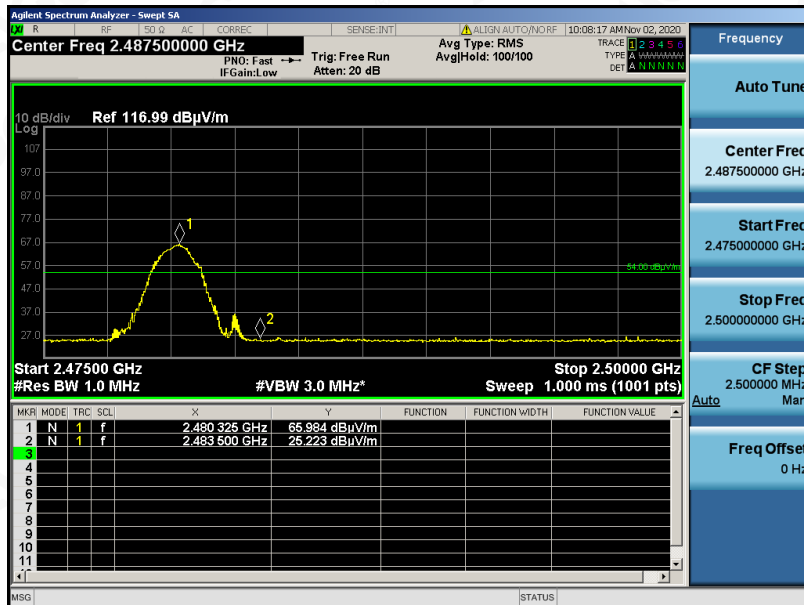 Agilent Spectrum Analyzer - Swept SA
LXI R RF 50 Ω AC CORREC SENSE:INT ALIGN AUTO/NO RF 10:08:17 AM Nov 02, 2020
Center Freq 2.487500000 GHz Avg Type: RMS TRACE 1 2 3 4 5 6
PNO: Fast Trig: Free Run Avg|Hold: 100/100 TYPE A WWWWW
IFGain:Low Atten: 20 dB DET A N N N N N
10 dB/div Ref 116.99 dBµV/m
Log
107
97.0
87.0
77.0
67.0
57.0
47.0
37.0
27.0
1
2
54.00 dBµV/m
Start 2.47500 GHz Stop 2.50000 GHz
#Res BW 1.0 MHz #VBW 3.0 MHz* Sweep 1.000 ms (1001 pts)
MKR MODE TRC SCL X Y FUNCTION FUNCTION WIDTH FUNCTION VALUE
1 N 1 f 2.480 325 GHz 65.984 dBµV/m
2 N 1 f 2.483 500 GHz 25.223 dBµV/m
3
4
5
6
7
8
9
10
11
MSG STATUS
Frequency
Auto Tune
Center Freq
2.487500000 GHz
Start Freq
2.475000000 GHz
Stop Freq
2.500000000 GHz
CF Step
2.500000 MHz
Auto Man
Freq Offset
0 Hz